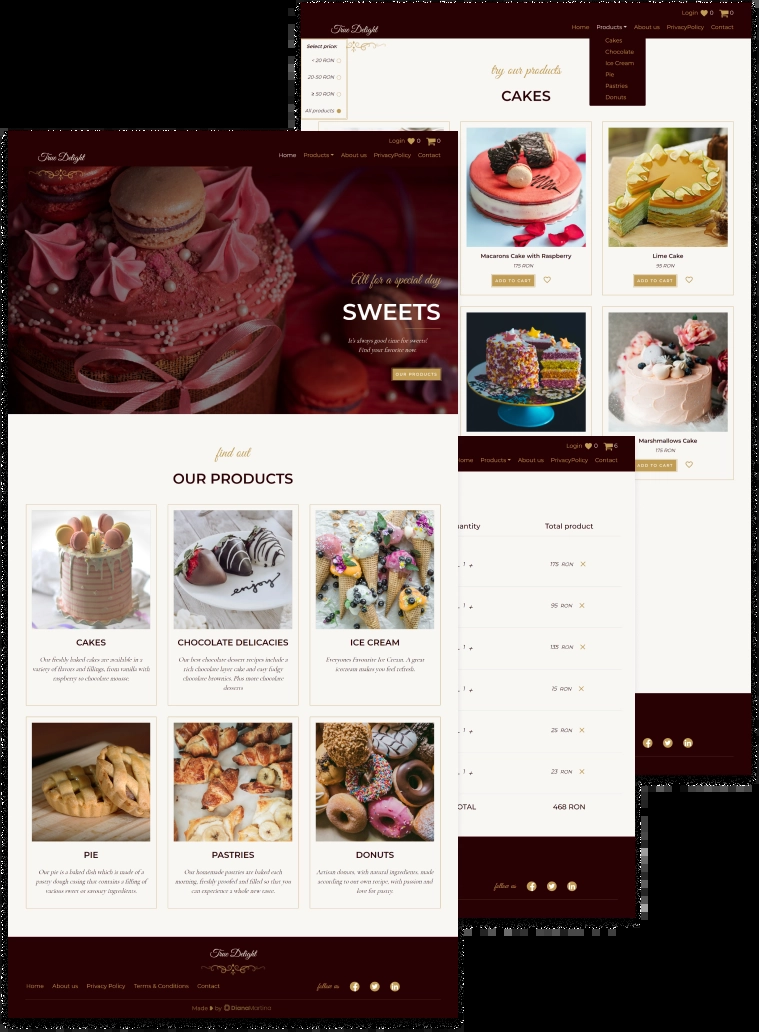 Login 0 0
True Delight
Home Products About us PrivacyPolicy Contact
Select price:
< 20 RON
20-50 RON
≥ 50 RON
All products
Cakes
Chocolate
Ice Cream
Pie
Pastries
Donuts
try our products
CAKES
Macarons Cake with Raspberry
175 RON
ADD TO CART
Lime Cake
95 RON
ADD TO CART
Marshmallows Cake
175 RON
ADD TO CART
Login 0 0
True Delight
Home Products About us PrivacyPolicy Contact
All for a special day
SWEETS
It's always good time for sweets!
Find your favorite now
OUR PRODUCTS
find out
OUR PRODUCTS
CAKES
Our freshly baked cakes are available in a
variety of flavors and fillings, from vanilla with
raspberry to chocolate mousse.
CHOCOLATE DELICACIES
Our best chocolate dessert recipes include a
rich chocolate layer cake and easy fudgy
chocolate brownies. Plus more chocolate
desserts
enjoy
ICE CREAM
Everyones Favourite Ice Cream. A great
icecream makes you feel refresh.
PIE
Our pie is a baked dish which is made of a
pastry dough casing that contains a filling of
various sweet or savoury ingredients.
PASTRIES
Our homemade pastries are baked each
morning, freshly proofed and filled so that you
can experience a whole new taste.
DONUTS
Artisan donuts, with natural ingredients, made
according to our own recipe, with passion and
love for pastry.
True Delight
Home About us Privacy Policy Terms & Conditions Contact
follow us
Made by DianaMarlina
Login 0 6
ome Products About us PrivacyPolicy Contact
antity Total product
1 + 175 RON ×
1 + 95 RON ×
1 + 135 RON ×
1 + 15 RON ×
1 + 25 RON ×
1 + 23 RON ×
OTAL 468 RON
follow us